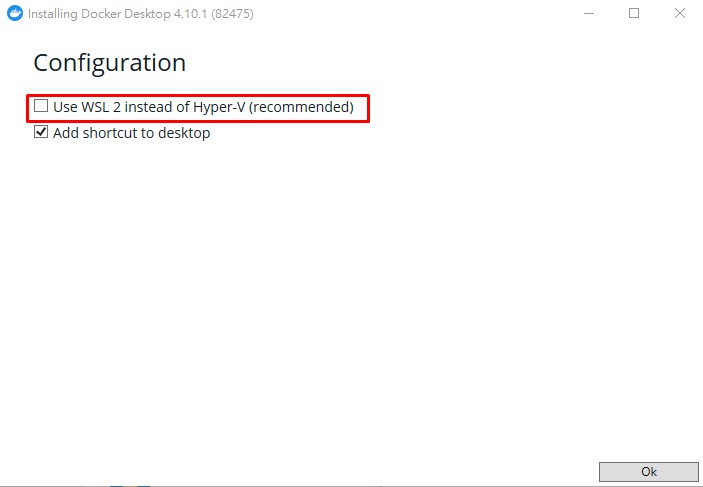 Installing Docker Desktop 4.10.1 (82475)
Configuration
Use WSL 2 instead of Hyper-V (recommended)
Add shortcut to desktop
Ok